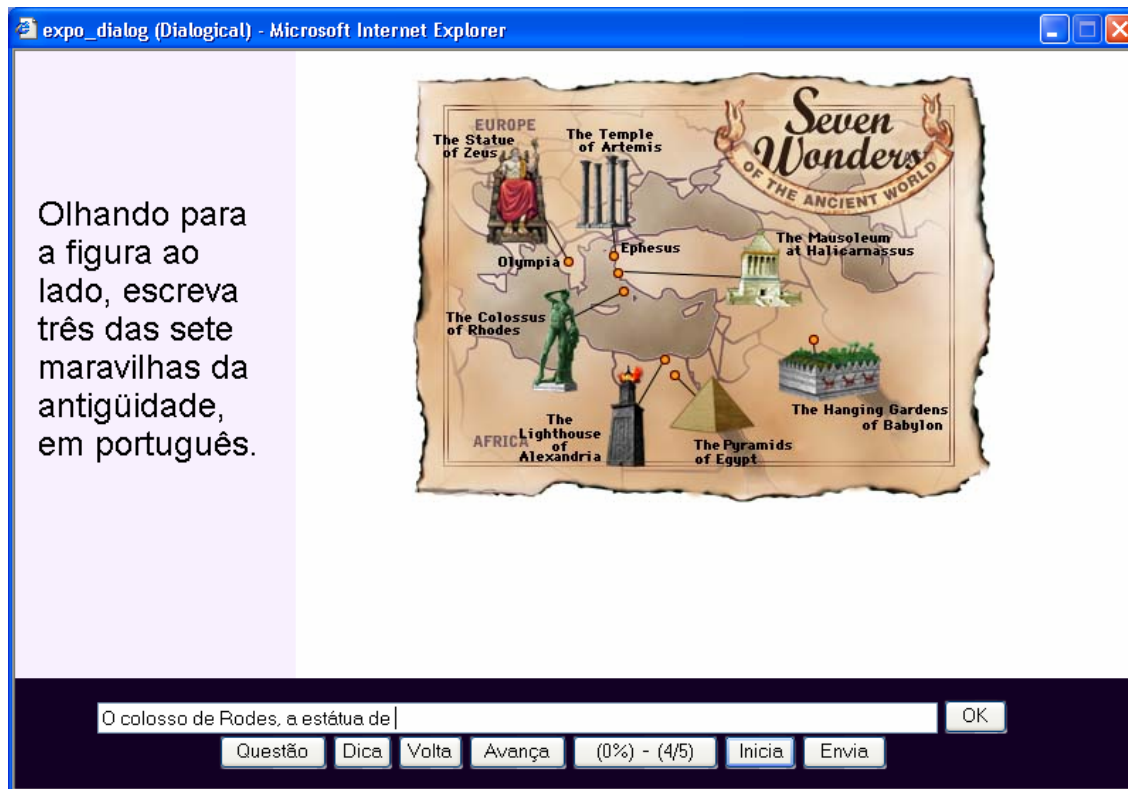 expo_dialog (Dialogical) - Microsoft Internet Explorer
Olhando para
a figura ao
lado, escreva
três das sete
maravilhas da
antigüidade,
em português.
Seven
Wonders
OF THE ANCIENT WORLD
EUROPE
The Statue
of Zeus
The Temple
of Artemis
Olympia
Ephesus
The Mausoleum
at Halicarnassus
The Colossus
of Rhodes
The Hanging Gardens
of Babylon
AFRICA
The
Lighthouse
of
Alexandria
The Pyramids
of Egypt
O colosso de Rodes, a estátua de
OK
Questão Dica Volta Avança (0%) - (4/5) Inicia Envia